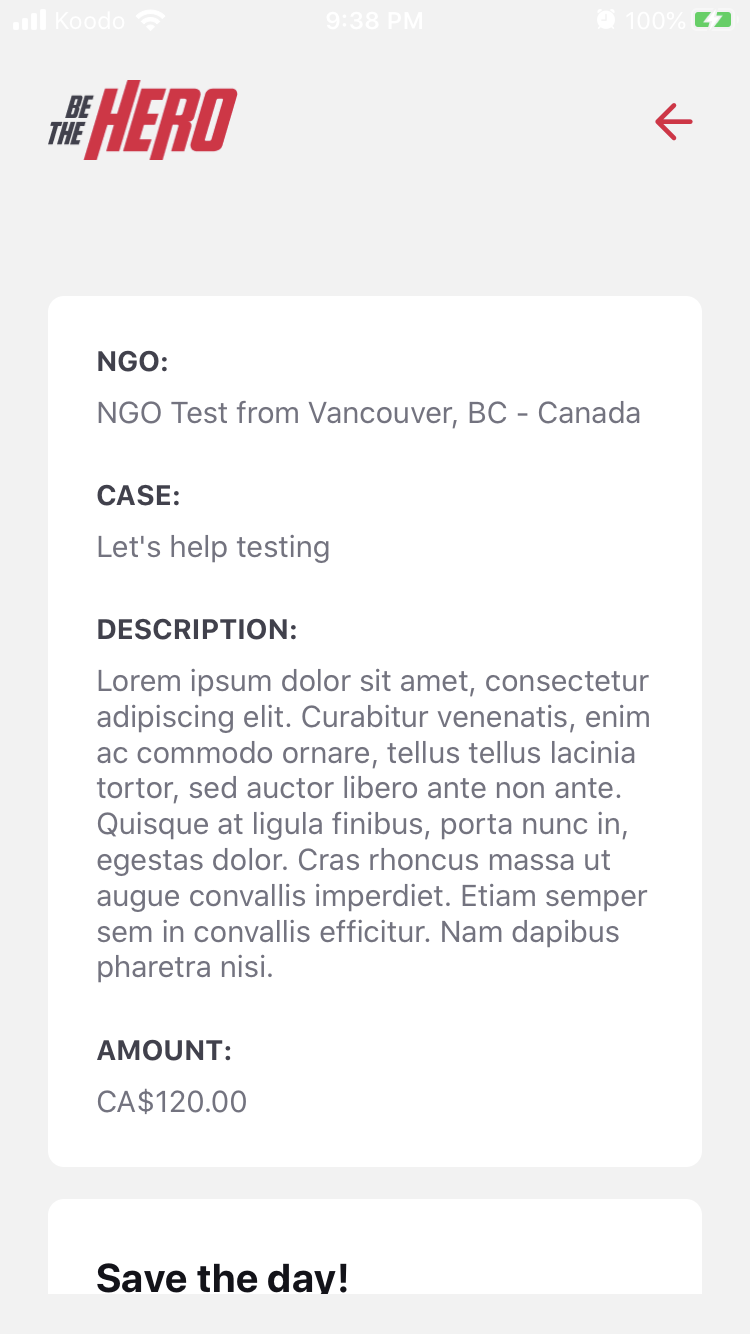 Koodo 9:38 PM 100%
BE THE HERO
NGO:
NGO Test from Vancouver, BC - Canada
CASE:
Let's help testing
DESCRIPTION:
Lorem ipsum dolor sit amet, consectetur
adipiscing elit. Curabitur venenatis, enim
ac commodo ornare, tellus tellus lacinia
tortor, sed auctor libero ante non ante.
Quisque at ligula finibus, porta nunc in,
egestas dolor. Cras rhoncus massa ut
augue convallis imperdiet. Etiam semper
sem in convallis efficitur. Nam dapibus
pharetra nisi.
AMOUNT:
CA$120.00
Save the day!